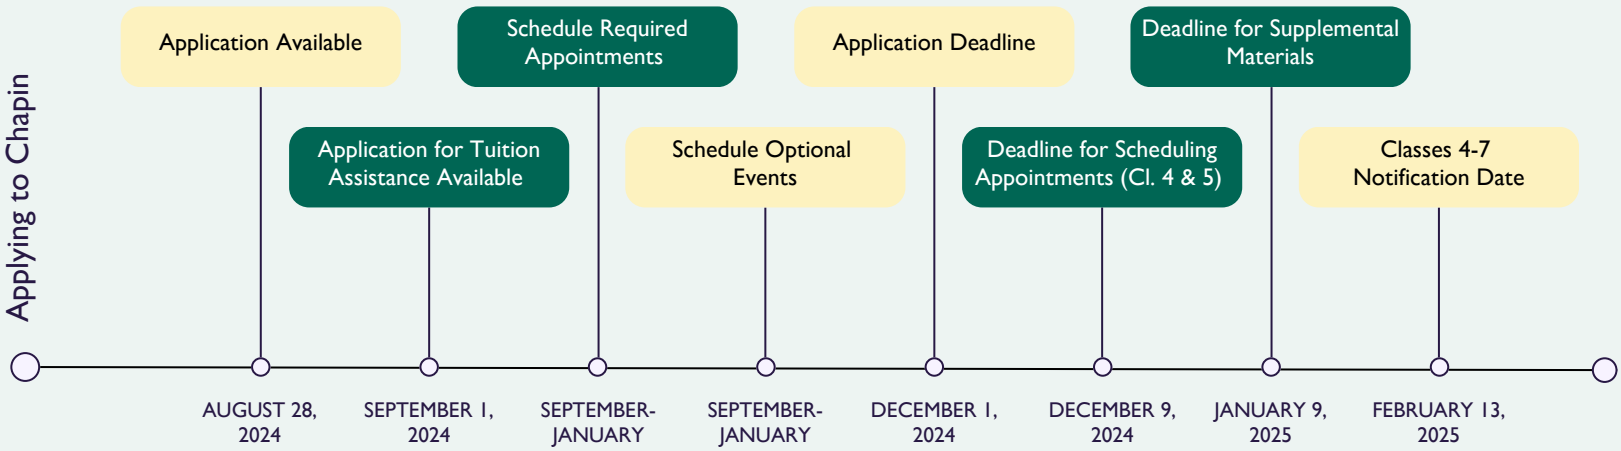 Applying to Chapin
Application Available
Schedule Required
Appointments
Application Deadline
Deadline for Supplemental
Materials
Application for Tuition
Assistance Available
Schedule Optional
Events
Deadline for Scheduling
Appointments (Cl. 4 & 5)
Classes 4-7
Notification Date
AUGUST 28,
2024
SEPTEMBER 1,
2024
SEPTEMBER-
JANUARY
SEPTEMBER-
JANUARY
DECEMBER 1,
2024
DECEMBER 9,
2024
JANUARY 9,
2025
FEBRUARY 13,
2025